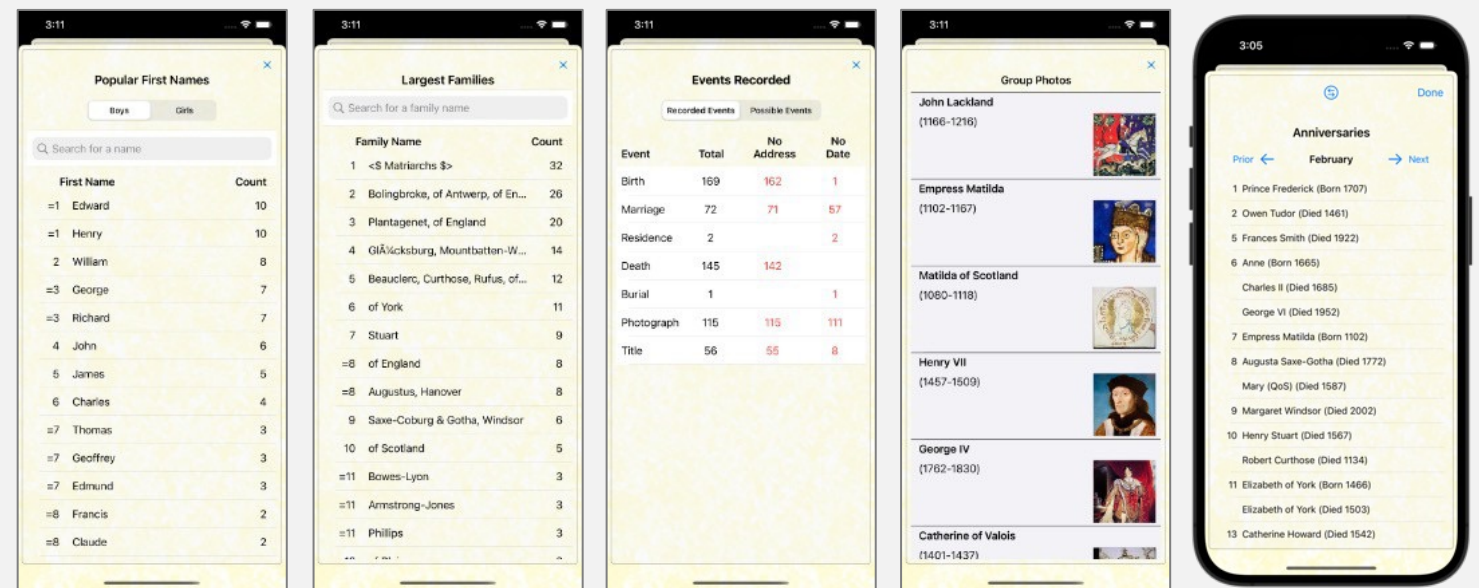 3:11
Popular First Names
Boys Girls
Search for a name
First Name Count
=1 Edward 10
=1 Henry 10
2 William 8
=3 George 7
=3 Richard 7
4 John 6
5 James 5
6 Charles 4
=7 Thomas 3
=7 Geoffrey 3
=7 Edmund 3
=8 Francis 2
=8 Claude 2
3:11
Largest Families
Search for a family name
Family Name Count
1 <$ Matriarchs $> 32
2 Bolingbroke, of Antwerp, of En... 26
3 Plantagenet, of England 20
4 GlÃ¼cksburg, Mountbatten-W... 14
5 Beauclerc, Curthose, Rufus, of... 12
6 of York 11
7 Stuart 9
=8 of England 8
=8 Augustus, Hanover 8
9 Saxe-Coburg & Gotha, Windsor 6
10 of Scotland 5
=11 Bowes-Lyon 3
=11 Armstrong-Jones 3
=11 Phillips 3
3:11
Events Recorded
Recorded Events Possible Events
Event Total No Address No Date
Birth 169 162 1
Marriage 72 71 57
Residence 2 2
Death 145 142
Burial 1 1
Photograph 115 115 111
Title 56 55 8
3:11
Group Photos
John Lackland
(1166-1216)
Empress Matilda
(1102-1167)
Matilda of Scotland
(1080-1118)
Henry VII
(1457-1509)
George IV
(1762-1830)
Catherine of Valois
(1401-1437)
3:05
Done
Anniversaries
Prior February Next
1 Prince Frederick (Born 1707)
2 Owen Tudor (Died 1461)
5 Frances Smith (Died 1922)
6 Anne (Born 1665)
Charles II (Died 1685)
George VI (Died 1952)
7 Empress Matilda (Born 1102)
8 Augusta Saxe-Gotha (Died 1772)
Mary (QoS) (Died 1587)
9 Margaret Windsor (Died 2002)
10 Henry Stuart (Died 1567)
Robert Curthose (Died 1134)
11 Elizabeth of York (Born 1466)
Elizabeth of York (Died 1503)
13 Catherine Howard (Died 1542)